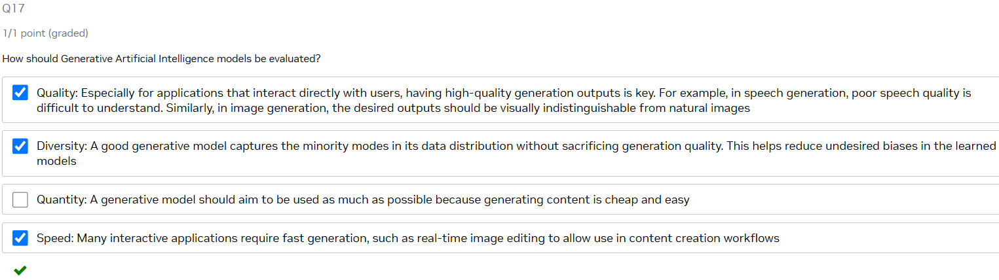 Q17
1/1 point (graded)
How should Generative Artificial Intelligence models be evaluated?
Quality: Especially for applications that interact directly with users, having high-quality generation outputs is key. For example, in speech generation, poor speech quality is
difficult to understand. Similarly, in image generation, the desired outputs should be visually indistinguishable from natural images
Diversity: A good generative model captures the minority modes in its data distribution without sacrificing generation quality. This helps reduce undesired biases in the learned
models
Quantity: A generative model should aim to be used as much as possible because generating content is cheap and easy
Speed: Many interactive applications require fast generation, such as real-time image editing to allow use in content creation workflows